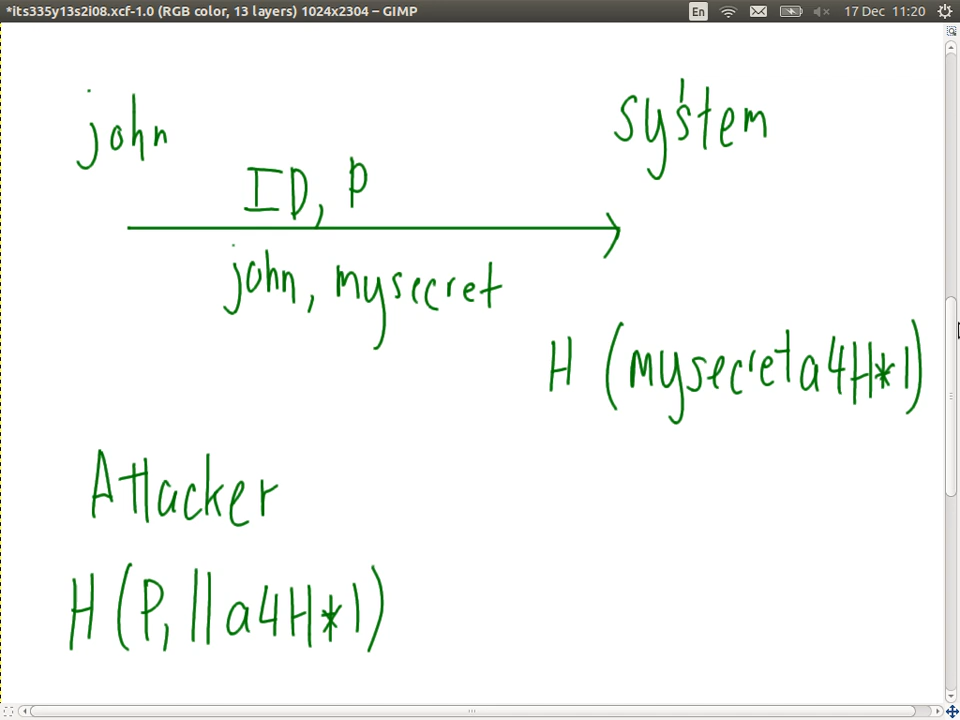 *its335y13s2i08.xcf-1.0 (RGB color, 13 layers) 1024x2304 – GIMP
En
17 Dec 11:20
john
system
ID, P
john, mysecret
H (mysecreta4H*1)
Attacker
H (P, || a4H*1)